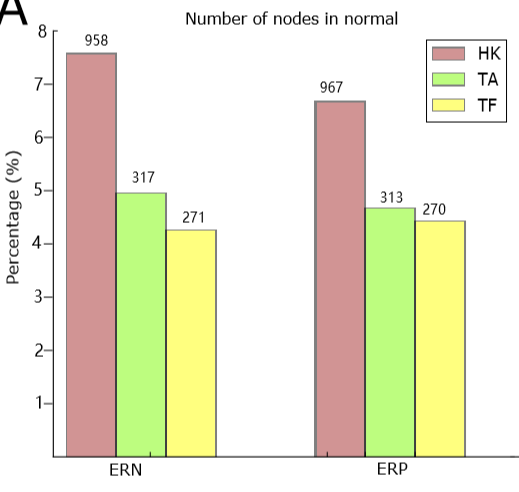 A
Number of nodes in normal
Percentage (%)
8
7
6
5
4
3
2
1
958
317
271
967
313
270
HK
TA
TF
ERN
ERP